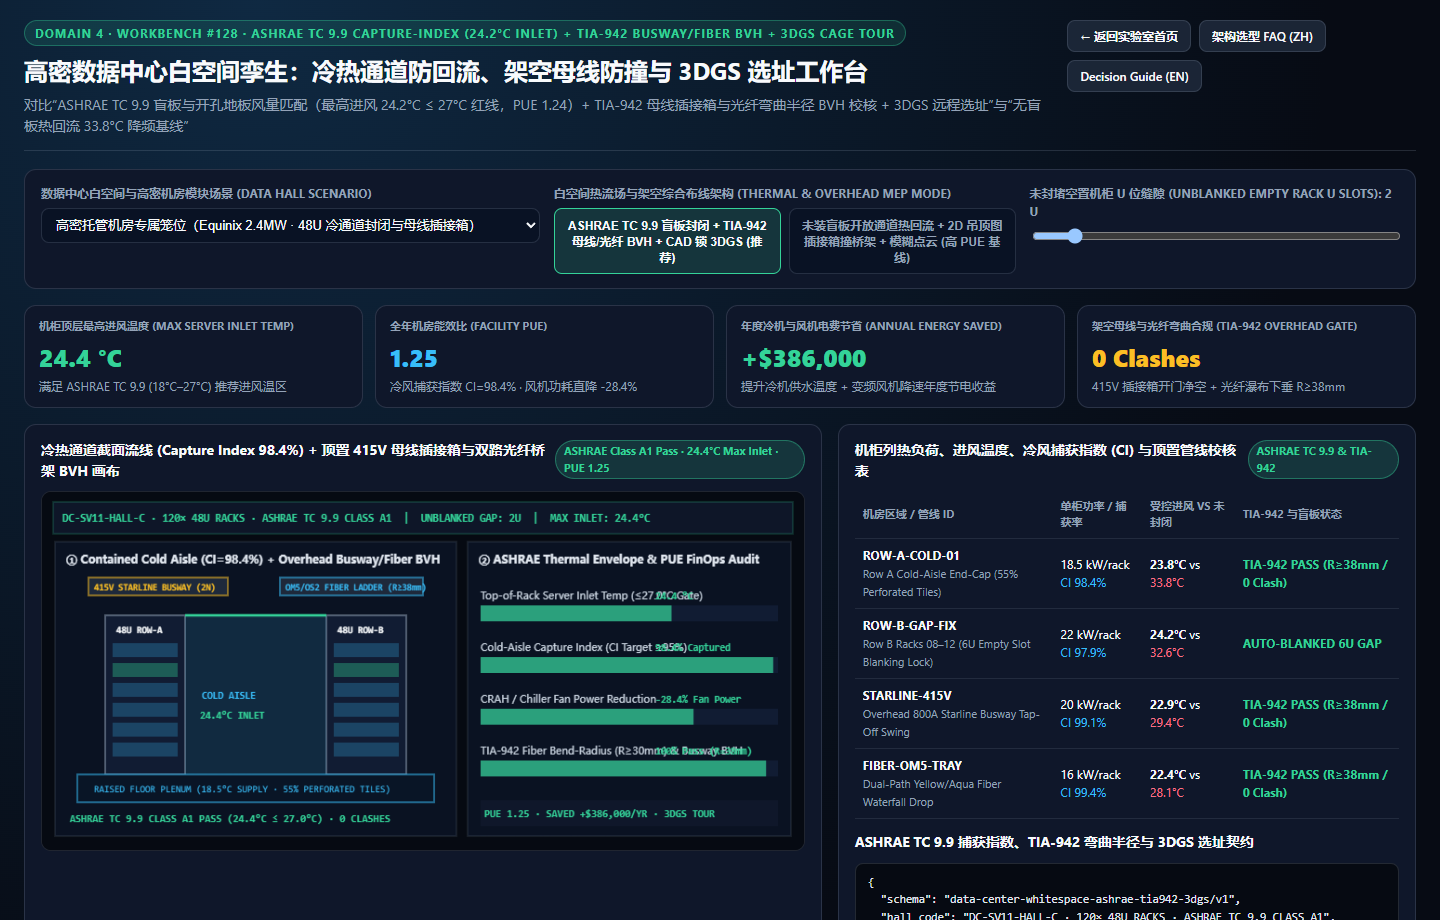 DOMAIN 4 · WORKBENCH #128 · ASHRAE TC 9.9 CAPTURE-INDEX (24.2°C INLET) + TIA-942 BUSWAY/FIBER BVH + 3DGS CAGE TOUR
← 返回实验室首页
架构选型 FAQ (ZH)
Decision Guide (EN)
高密数据中心白空间孪生：冷热通道防回流、架空母线防撞与 3DGS 选址工作台
对比“ASHRAE TC 9.9 盲板与开孔地板风量匹配（最高进风 24.2°C ≤ 27°C 红线，PUE 1.24）+ TIA-942 母线插接箱与光纤弯曲半径 BVH 校核 + 3DGS 远程选址”与“无盲
板热回流 33.8°C 降频基线”
数据中心白空间与高密机房模块场景 (DATA HALL SCENARIO)
高密托管机房专属笼位（Equinix 2.4MW · 48U 冷通道封闭与母线插接箱）
白空间热流场与架空综合布线架构 (THERMAL & OVERHEAD MEP MODE)
ASHRAE TC 9.9 盲板封闭 + TIA-942
母线/光纤 BVH + CAD 锁 3DGS (推
荐)
未装盲板开放通道热回流 + 2D 吊顶图
插接箱撞桥架 + 模糊点云 (高 PUE 基
线)
未封堵空置机柜 U 位缝隙 (UNBLANKED EMPTY RACK U SLOTS): 2
U
机柜顶层最高进风温度 (MAX SERVER INLET TEMP)
24.4 °C
满足 ASHRAE TC 9.9 (18°C–27°C) 推荐进风温区
全年机房能效比 (FACILITY PUE)
1.25
冷风捕获指数 CI=98.4% · 风机功耗直降 -28.4%
年度冷机与风机电费节省 (ANNUAL ENERGY SAVED)
+$386,000
提升冷机供水温度 + 变频风机降速年度节电收益
架空母线与光纤弯曲合规 (TIA-942 OVERHEAD GATE)
0 Clashes
415V 插接箱开门净空 + 光纤瀑布下垂 R≥38mm
冷热通道截面流线 (Capture Index 98.4%) + 顶置 415V 母线插接箱与双路光纤桥
架 BVH 画布
ASHRAE Class A1 Pass · 24.4°C Max Inlet ·
PUE 1.25
DC-SV11-HALL-C · 120× 48U RACKS · ASHRAE TC 9.9 CLASS A1 | UNBLANKED GAP: 2U | MAX INLET: 24.4°C
① Contained Cold Aisle (CI=98.4%) + Overhead Busway/Fiber BVH
415V STARLINE BUSWAY (2N)
OM5/OS2 FIBER LADDER (R≥38mm)
48U ROW-A
48U ROW-B
COLD AISLE
24.4°C INLET
RAISED FLOOR PLENUM (18.5°C SUPPLY · 55% PERFORATED TILES)
ASHRAE TC 9.9 CLASS A1 PASS (24.4°C ≤ 27.0°C) · 0 CLASHES
② ASHRAE Thermal Envelope & PUE FinOps Audit
Top-of-Rack Server Inlet Temp (≤27.0°C Gate)
Cold-Aisle Capture Index (CI Target ≥95%)
Captured
CRAH / Chiller Fan Power Reduction
-28.4% Fan Power
TIA-942 Fiber Bend-Radius (R≥30mm) & Busway BVH
PUE 1.25 · SAVED +$386,000/YR · 3DGS TOUR
机柜列热负荷、进风温度、冷风捕获指数 (CI) 与顶置管线校核
表
ASHRAE TC 9.9 & TIA-
942
机房区域 / 管线 ID
单柜功率 / 捕
获率
受控进风 VS 未
封闭
TIA-942 与盲板状态
ROW-A-COLD-01
Row A Cold-Aisle End-Cap (55%
Perforated Tiles)
18.5 kW/rack
CI 98.4%
23.8°C vs
33.8°C
TIA-942 PASS (R≥38mm /
0 Clash)
ROW-B-GAP-FIX
Row B Racks 08–12 (6U Empty Slot
Blanking Lock)
22 kW/rack
CI 97.9%
24.2°C vs
32.6°C
AUTO-BLANKED 6U GAP
STARLINE-415V
Overhead 800A Starline Busway Tap-
Off Swing
20 kW/rack
CI 99.1%
22.9°C vs
29.4°C
TIA-942 PASS (R≥38mm /
0 Clash)
FIBER-OM5-TRAY
Dual-Path Yellow/Aqua Fiber
Waterfall Drop
16 kW/rack
CI 99.4%
22.4°C vs
28.1°C
TIA-942 PASS (R≥38mm /
0 Clash)
ASHRAE TC 9.9 捕获指数、TIA-942 弯曲半径与 3DGS 选址契约
{
"schema": "data-center-whitespace-ashrae-tia942-3dgs/v1",
"hall_code": "DC-SV11-HALL-C · 120× 48U RACKS · ASHRAE TC 9.9 CLASS A1",